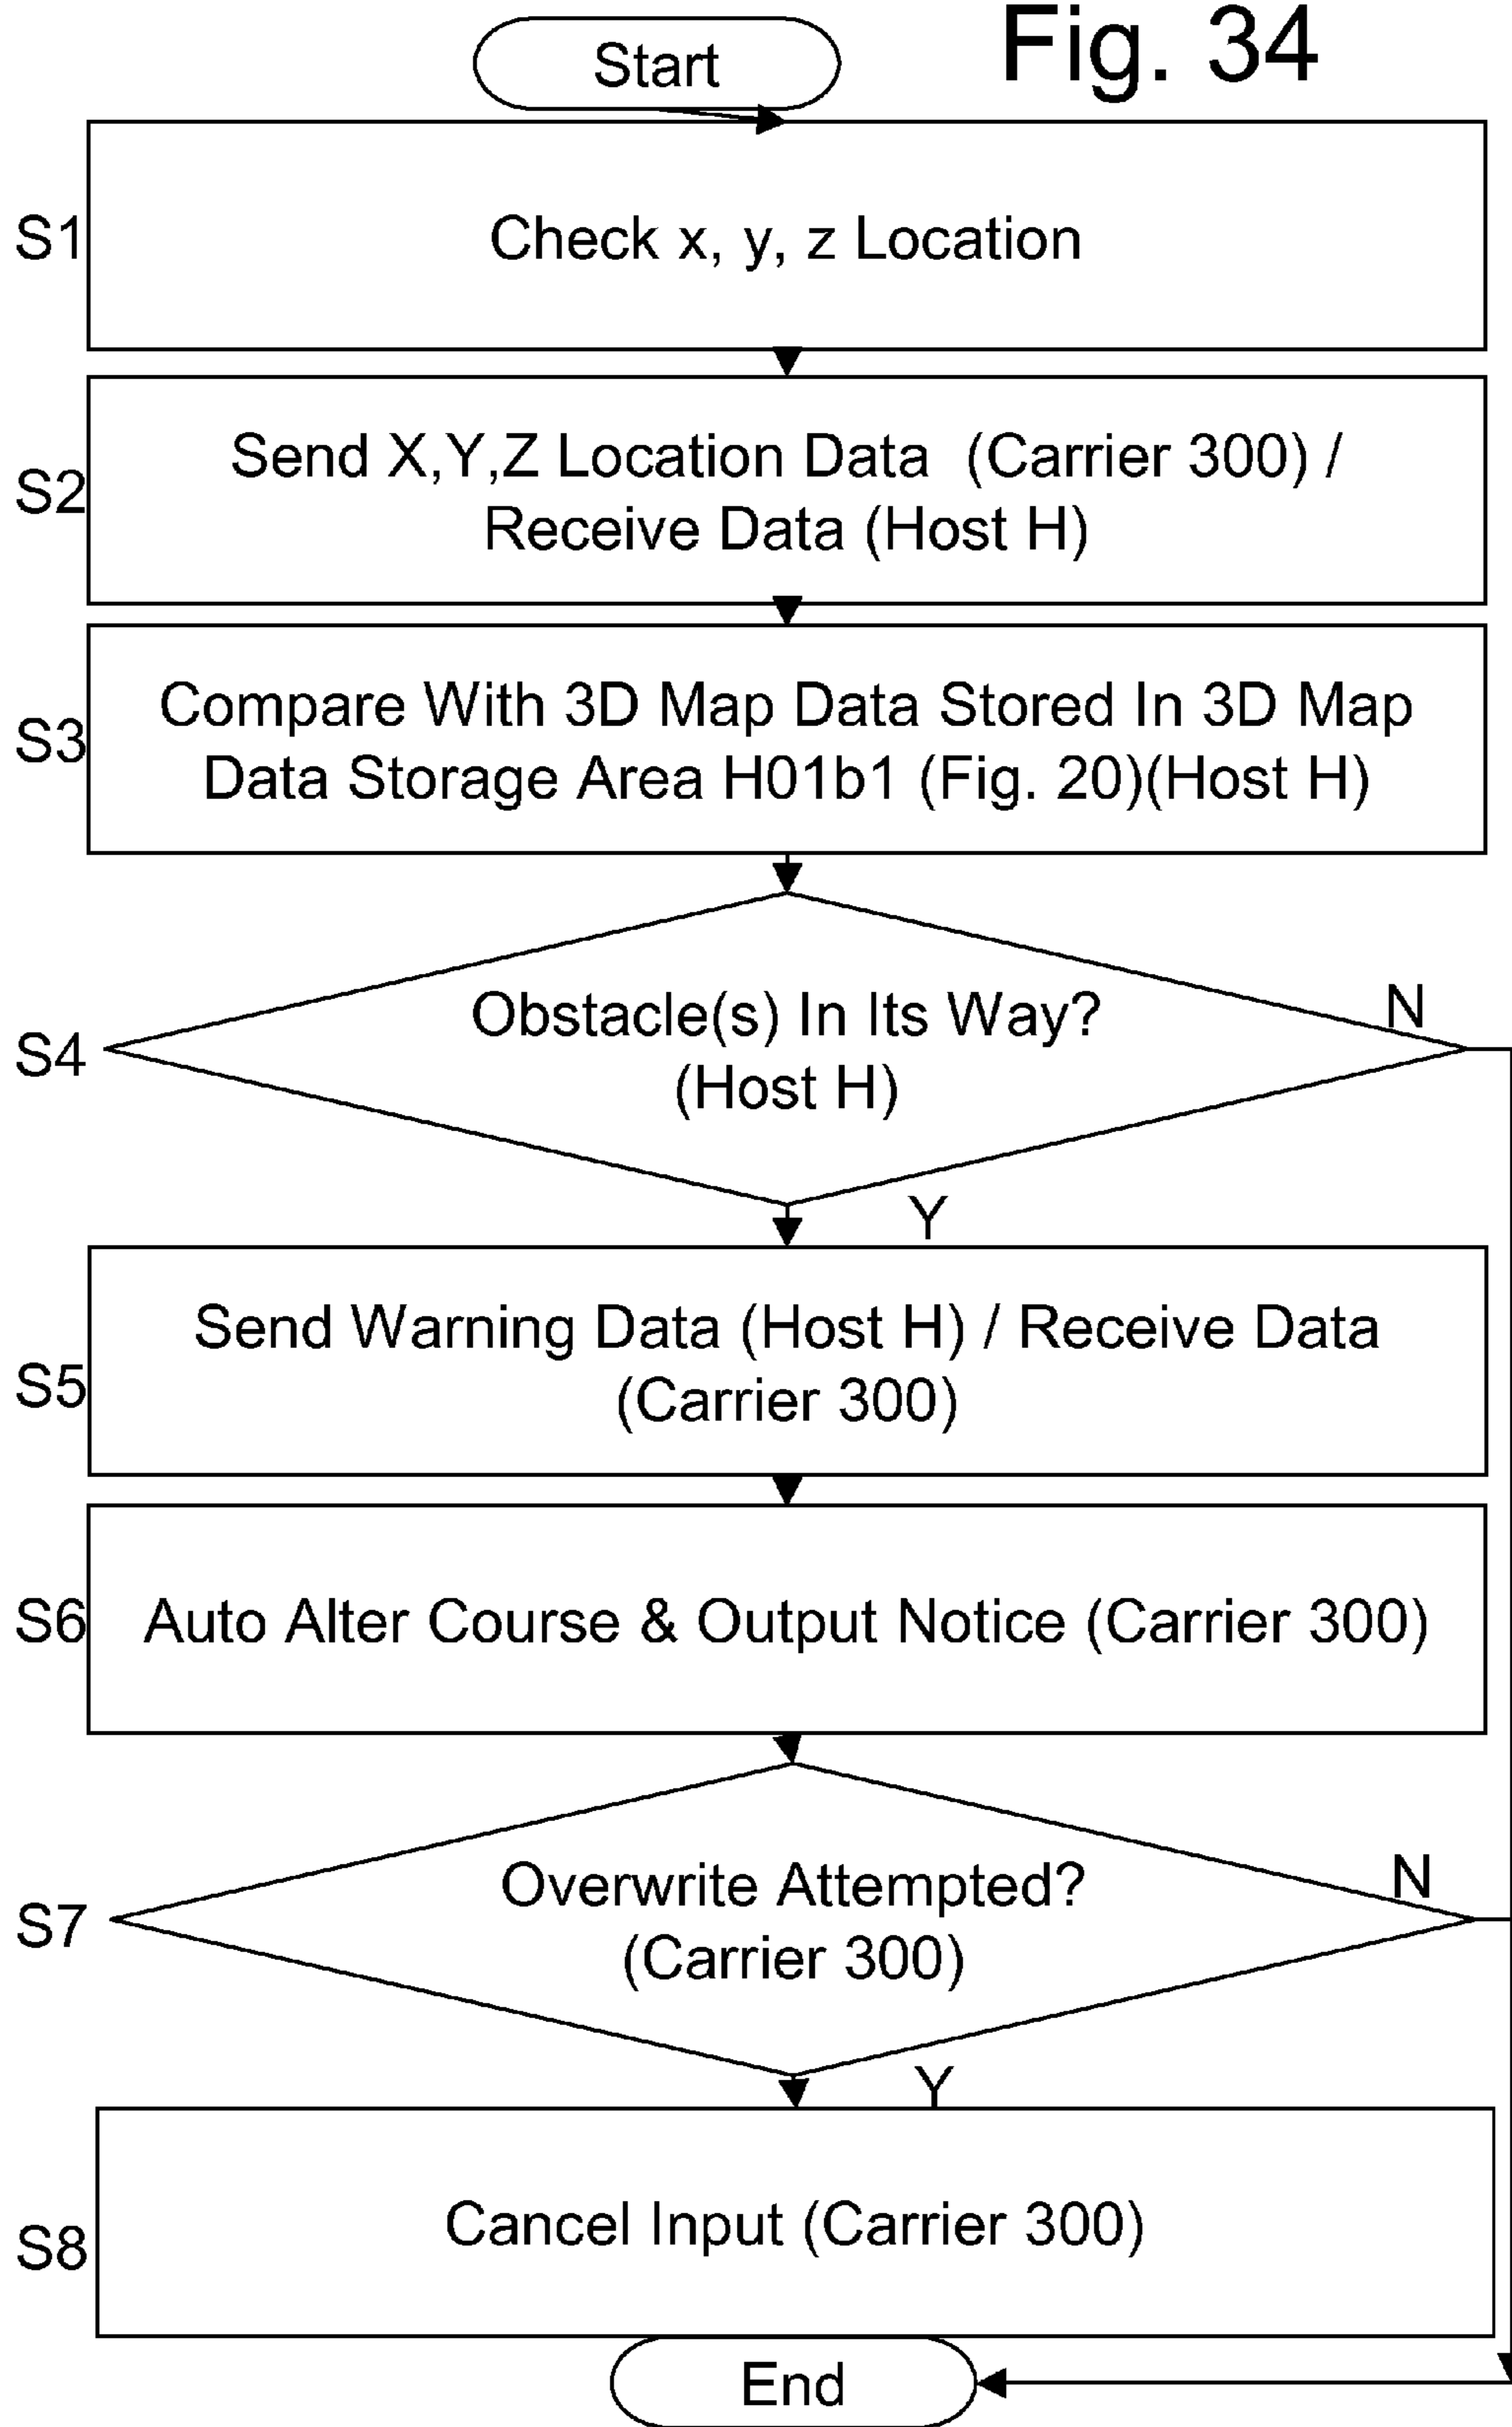 Fig. 34
Start
S1
Check x, y, z Location
S2
Send X,Y,Z Location Data (Carrier 300) /
Receive Data (Host H)
S3
Compare With 3D Map Data Stored In 3D Map
Data Storage Area H01b1 (Fig. 20)(Host H)
S4
Obstacle(s) In Its Way?
(Host H)
N
Y
S5
Send Warning Data (Host H) / Receive Data
(Carrier 300)
S6
Auto Alter Course & Output Notice (Carrier 300)
S7
Overwrite Attempted?
(Carrier 300)
N
Y
S8
Cancel Input (Carrier 300)
End